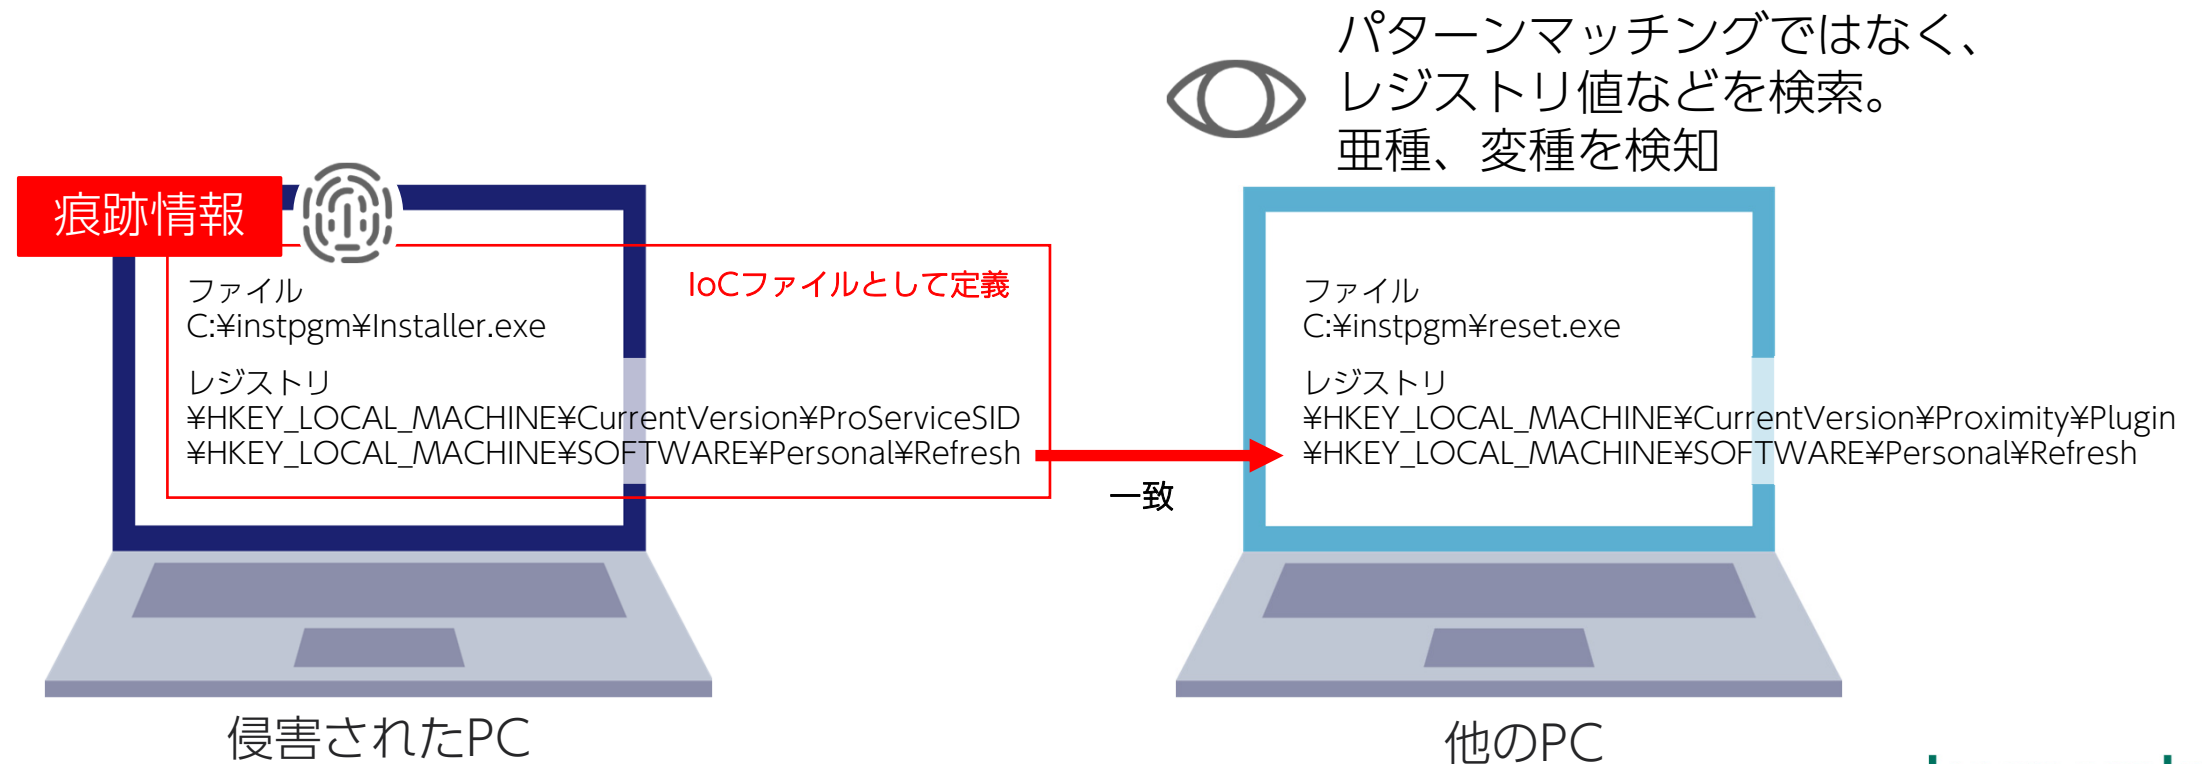 パターンマッチングではなく、
レジストリ値などを検索。
亜種、変種を検知
痕跡情報
IoCファイルとして定義
ファイル
C:¥instpgm¥Installer.exe
レジストリ
¥HKEY_LOCAL_MACHINE¥CurrentVersion¥ProServiceSID
¥HKEY_LOCAL_MACHINE¥SOFTWARE¥Personal¥Refresh
一致
ファイル
C:¥instpgm¥reset.exe
レジストリ
¥HKEY_LOCAL_MACHINE¥CurrentVersion¥Proximity¥Plugin
¥HKEY_LOCAL_MACHINE¥SOFTWARE¥Personal¥Refresh
侵害されたPC
他のPC